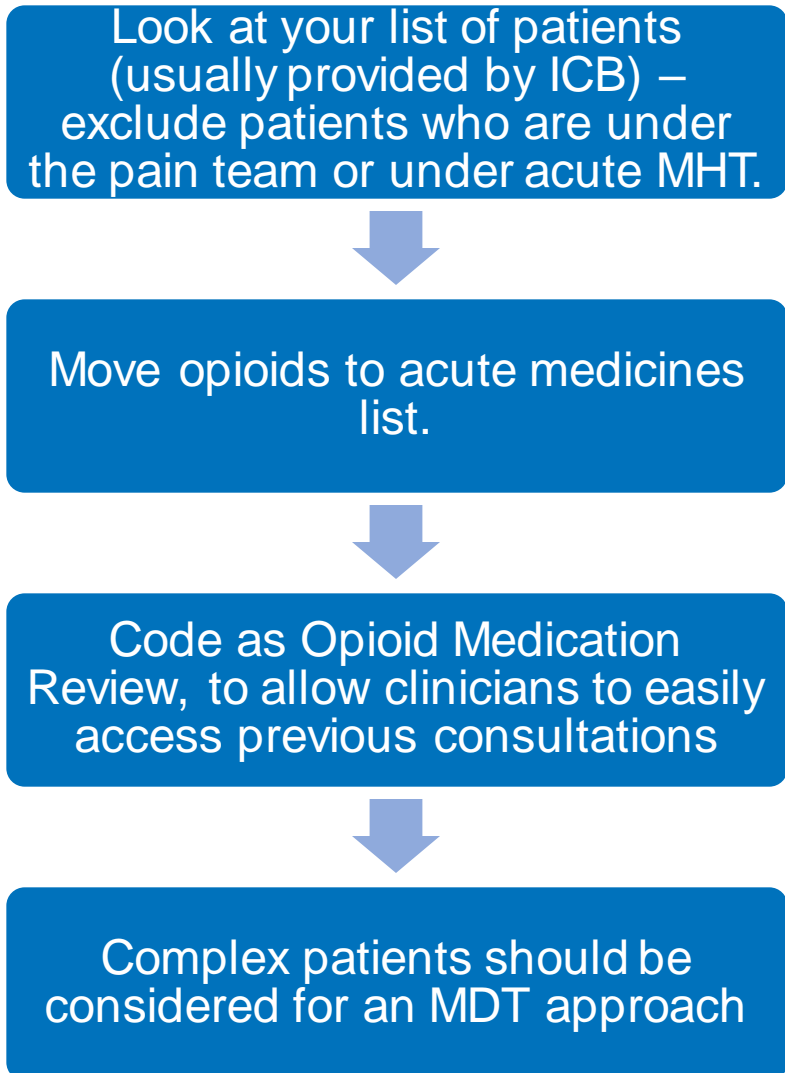 Look at your list of patients
(usually provided by ICB) –
exclude patients who are under
the pain team or under acute MHT.
Move opioids to acute medicines
list.
Code as Opioid Medication
Review, to allow clinicians to easily
access previous consultations
Complex patients should be
considered for an MDT approach